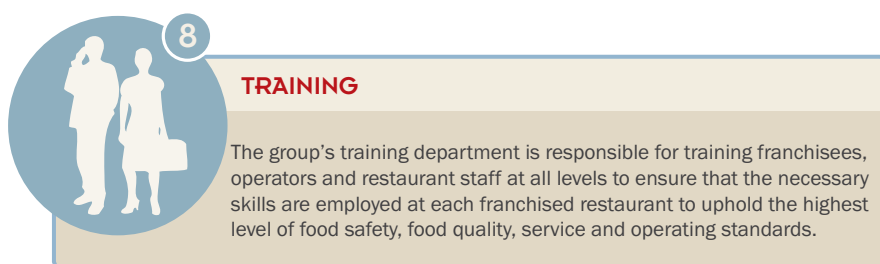 8
TRAINING
The group's training department is responsible for training franchisees,
operators and restaurant staff at all levels to ensure that the necessary
skills are employed at each franchised restaurant to uphold the highest
level of food safety, food quality, service and operating standards.